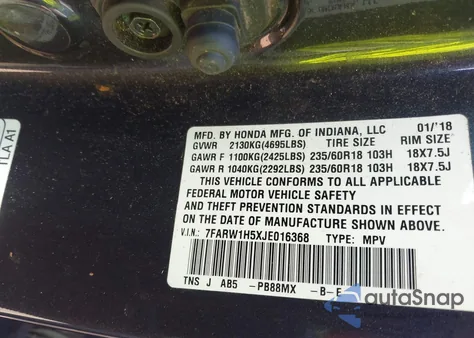 MFD. BY HONDA MFG. OF INDIANA, LLC 01/'18
GVWR 2130KG(4695LBS) TIRE SIZE RIM SIZE
GAWR F 1100KG(2425LBS) 235/60R18 103H 18X7.5J
GAWR R 1040KG(2292LBS) 235/60R18 103H 18X7.5J
THIS VEHICLE CONFORMS TO ALL APPLICABLE
FEDERAL MOTOR VEHICLE SAFETY
AND THEFT PREVENTION STANDARDS IN EFFECT
ON THE DATE OF MANUFACTURE SHOWN ABOVE.
V.I.N.: 7FARW1H5XJE016368 TYPE: MPV
TNS J AB5 -PB88MX -B-E
TLA A1
autoSnap